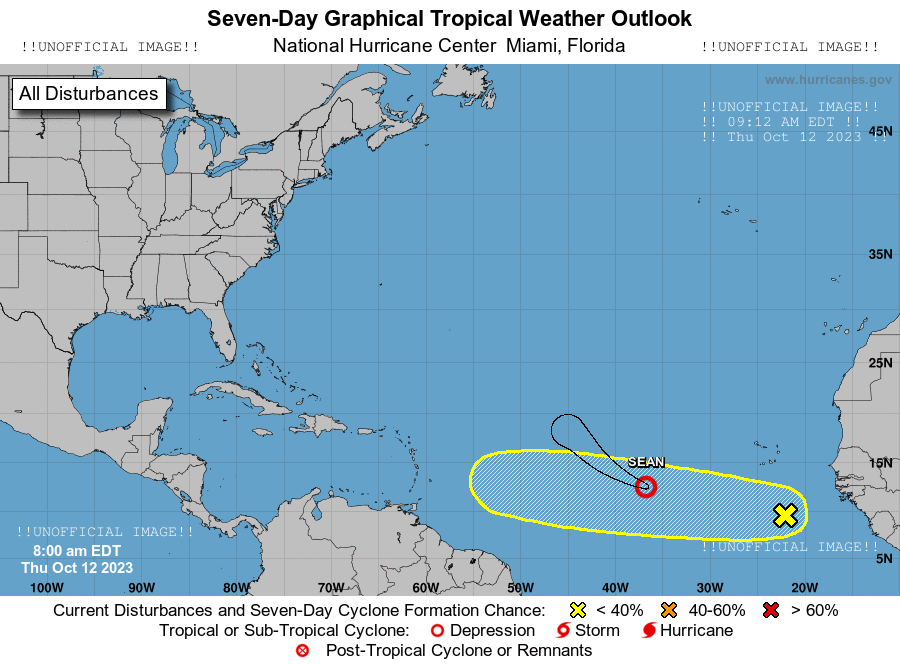 Seven-Day Graphical Tropical Weather Outlook
!!UNOFFICIAL IMAGE!! National Hurricane Center Miami, Florida !!UNOFFICIAL IMAGE!!
www.hurricanes.gov
All Disturbances
!!UNOFFICIAL IMAGE!!
!! 09:12 AM EDT !!
!! Thu Oct 12 2023 !!
45N
35N
25N
SEAN
15N
!!UNOFFICIAL IMAGE!!
!!UNOFFICIAL IMAGE!!
8:00 am EDT
5N
Thu Oct 12 2023
100W 90W 80W 70W 60W 50W 40W 30W 20W
Current Disturbances and Seven-Day Cyclone Formation Chance: < 40% 40-60% > 60%
Tropical or Sub-Tropical Cyclone: Depression Storm Hurricane
Post-Tropical Cyclone or Remnants